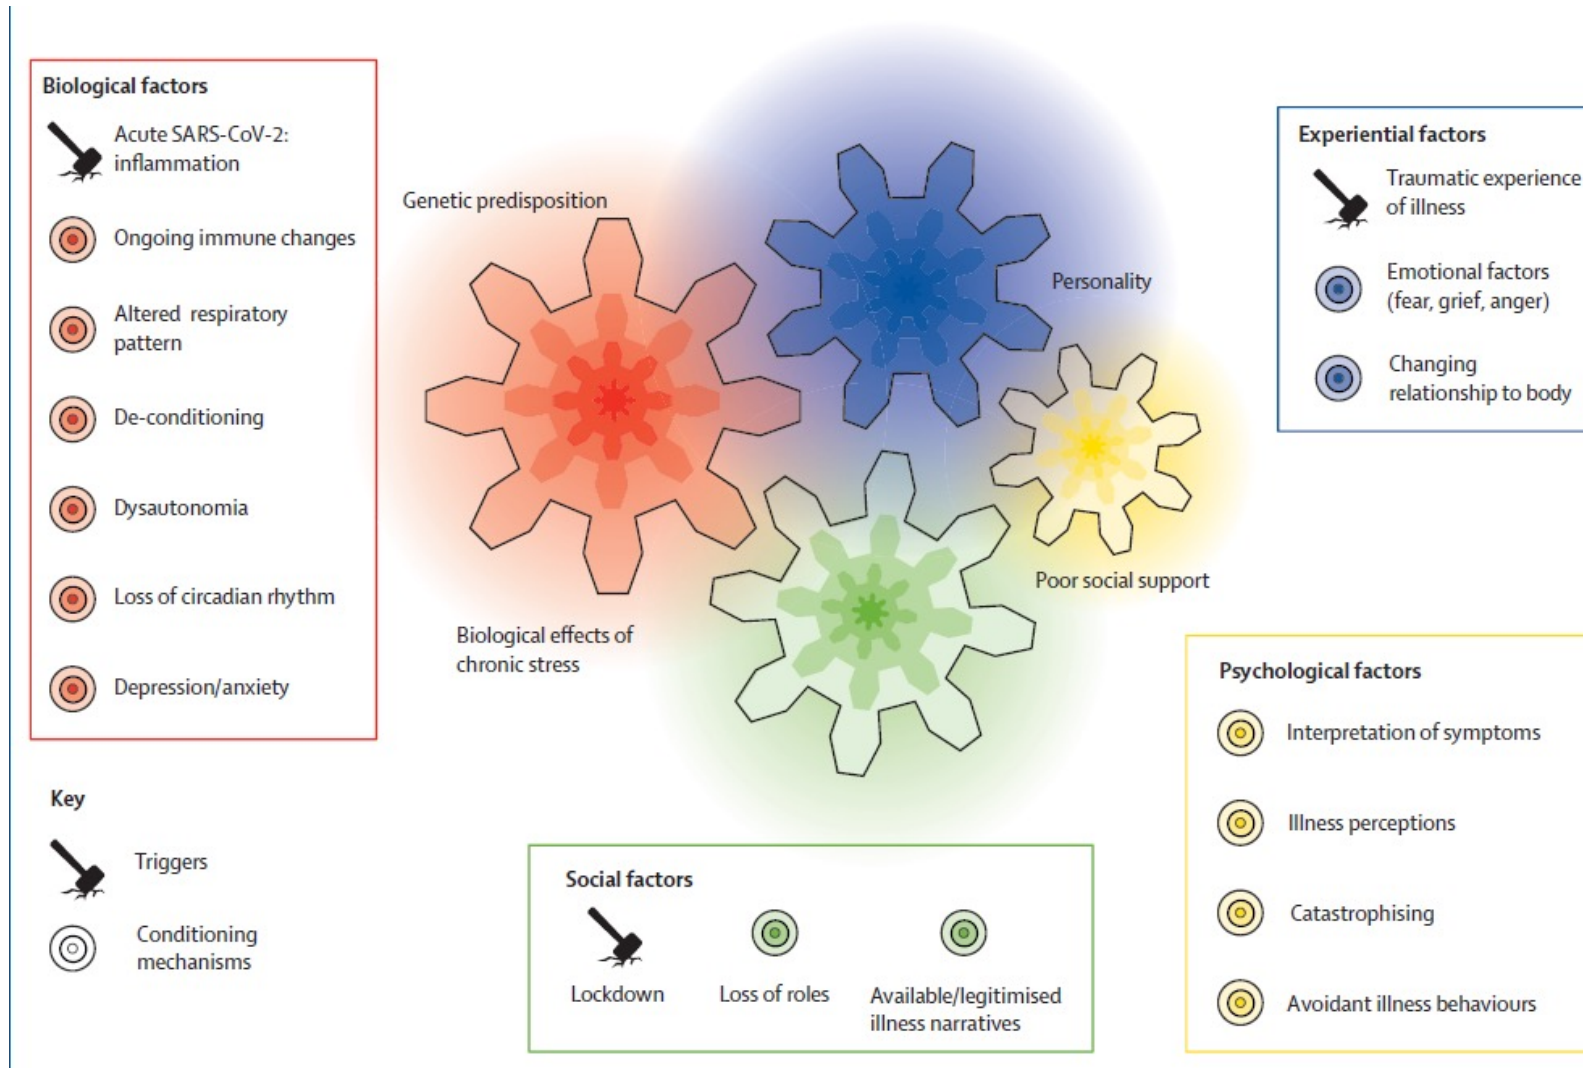 Biological factors
Acute SARS-CoV-2:
inflammation
Ongoing immune changes
Altered respiratory
pattern
De-conditioning
Dysautonomia
Loss of circadian rhythm
Depression/anxiety
Key
Triggers
Conditioning
mechanisms
Genetic predisposition
Biological effects of
chronic stress
Personality
Poor social support
Experiential factors
Traumatic experience
of illness
Emotional factors
(fear, grief, anger)
Changing
relationship to body
Psychological factors
Interpretation of symptoms
Illness perceptions
Catastrophising
Avoidant illness behaviours
Social factors
Lockdown
Loss of roles
Available/legitimised
illness narratives